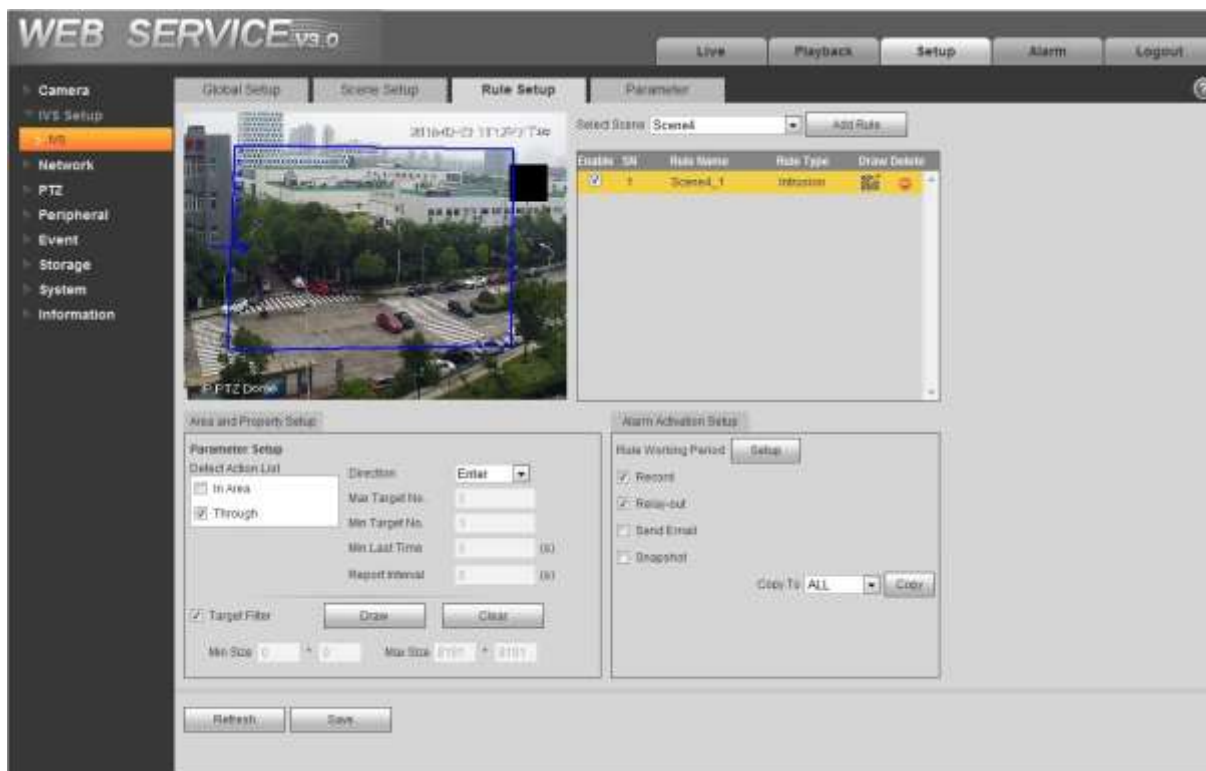 WEB SERVICE V3.0
Live Playback Setup Alarm Logout
Camera
IVS Setup
IVS
Network
PTZ
Peripheral
Event
Storage
System
Information
Global Setup Scene Setup Rule Setup Parameter
IP PTZ Dome
Select Scene Scene4 Add Rule
Enable SN Rule Name Rule Type Draw Delete
1 Scene4_1 Intrusion
Area and Property Setup
Parameter Setup
Detect Action List
In Area
Through
Direction Enter
Max Target No.
Min Target No.
Min Last Time (s)
Report Interval (s)
Target Filter Draw Clear
Min Size 0 * 0 Max Size 8191 * 8191
Alarm Activation Setup
Rule Working Period Setup
Record
Relay-out
Send Email
Snapshot
Copy To ALL Copy
Refresh Save